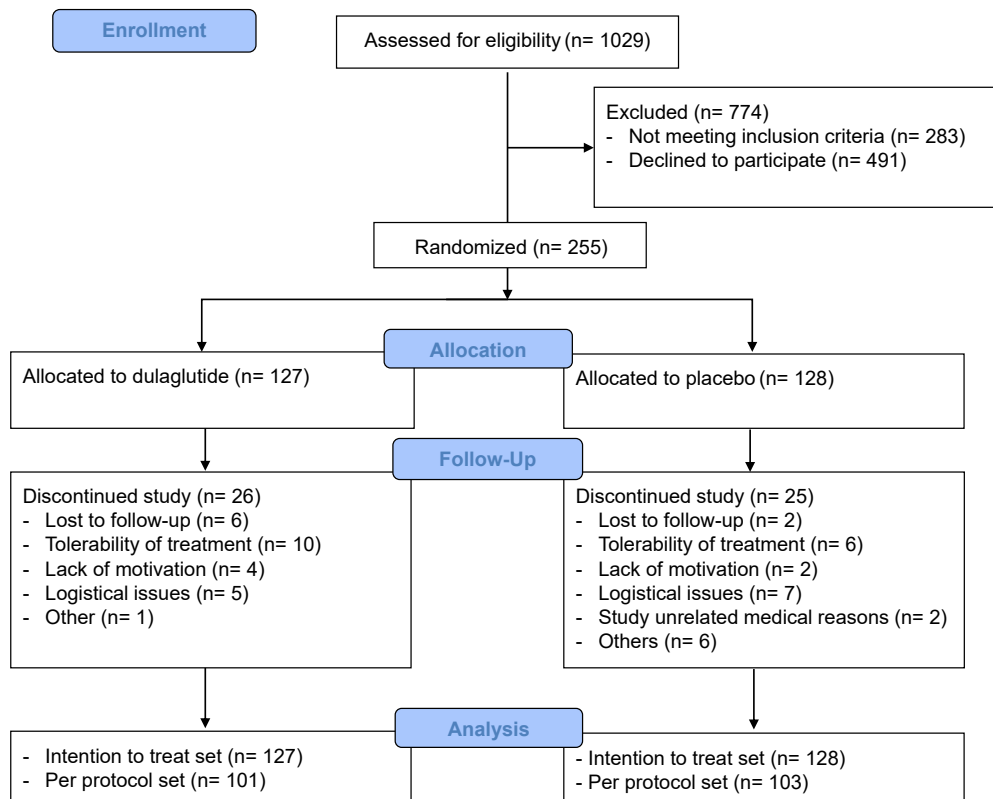 Enrollment
Assessed for eligibility (n= 1029)
Excluded (n= 774)
- Not meeting inclusion criteria (n= 283)
- Declined to participate (n= 491)
Randomized (n= 255)
Allocation
Allocated to dulaglutide (n= 127)
Allocated to placebo (n= 128)
Follow-Up
Discontinued study (n= 26)
- Lost to follow-up (n= 6)
- Tolerability of treatment (n= 10)
- Lack of motivation (n= 4)
- Logistical issues (n= 5)
- Other (n= 1)
Discontinued study (n= 25)
- Lost to follow-up (n= 2)
- Tolerability of treatment (n= 6)
- Lack of motivation (n= 2)
- Logistical issues (n= 7)
- Study unrelated medical reasons (n= 2)
- Others (n= 6)
Analysis
- Intention to treat set (n= 127)
- Per protocol set (n= 101)
- Intention to treat set (n= 128)
- Per protocol set (n= 103)